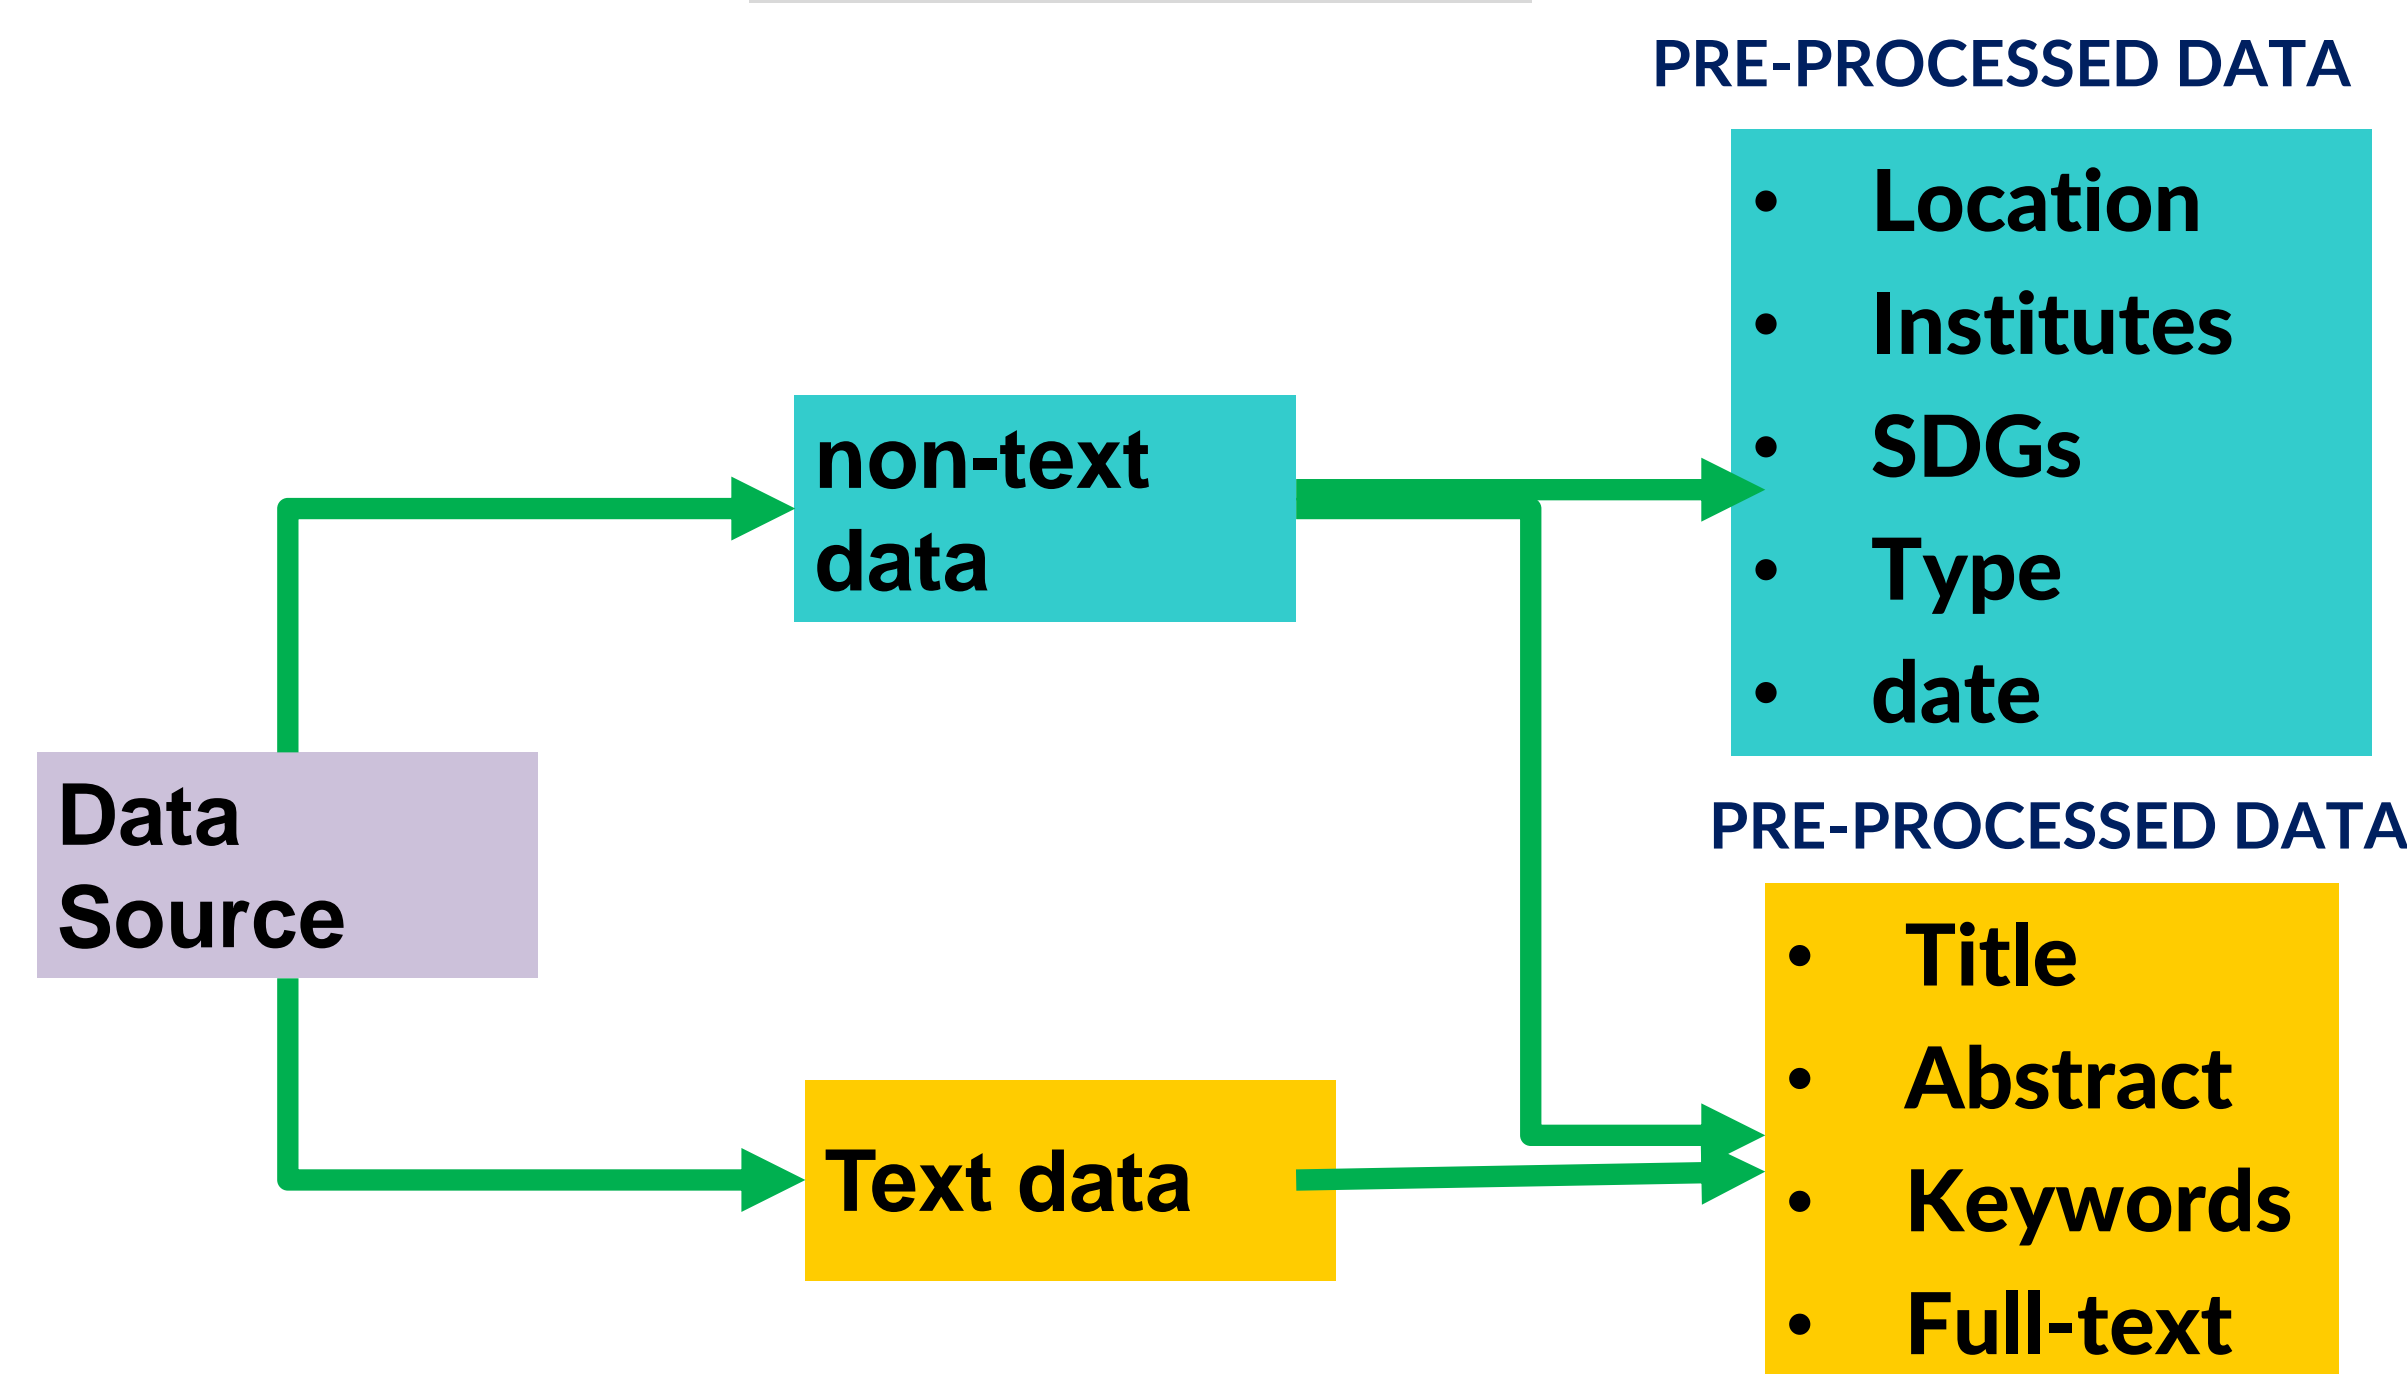 PRE-PROCESSED DATA
• Location
• Institutes
• SDGs
• Type
• date
non-text
data
Data
Source
PRE-PROCESSED DATA
Text data
• Title
• Abstract
• Keywords
• Full-text